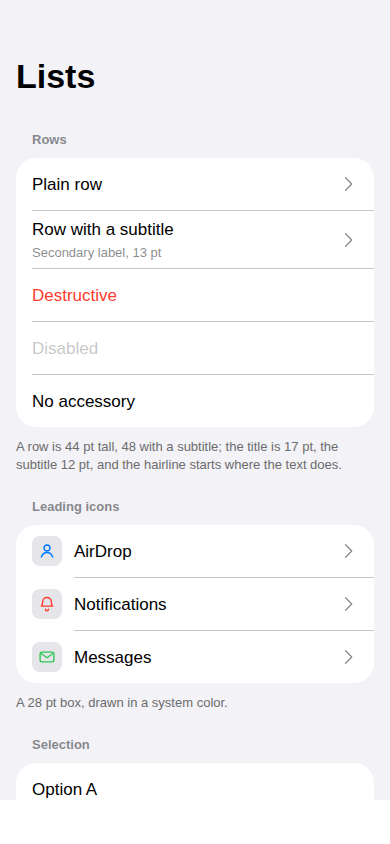 Lists
Rows
Plain row
Row with a subtitle
Secondary label, 13 pt
Destructive
Disabled
No accessory
A row is 44 pt tall, 48 with a subtitle; the title is 17 pt, the
subtitle 12 pt, and the hairline starts where the text does.
Leading icons
AirDrop
Notifications
Messages
A 28 pt box, drawn in a system color.
Selection
Option A